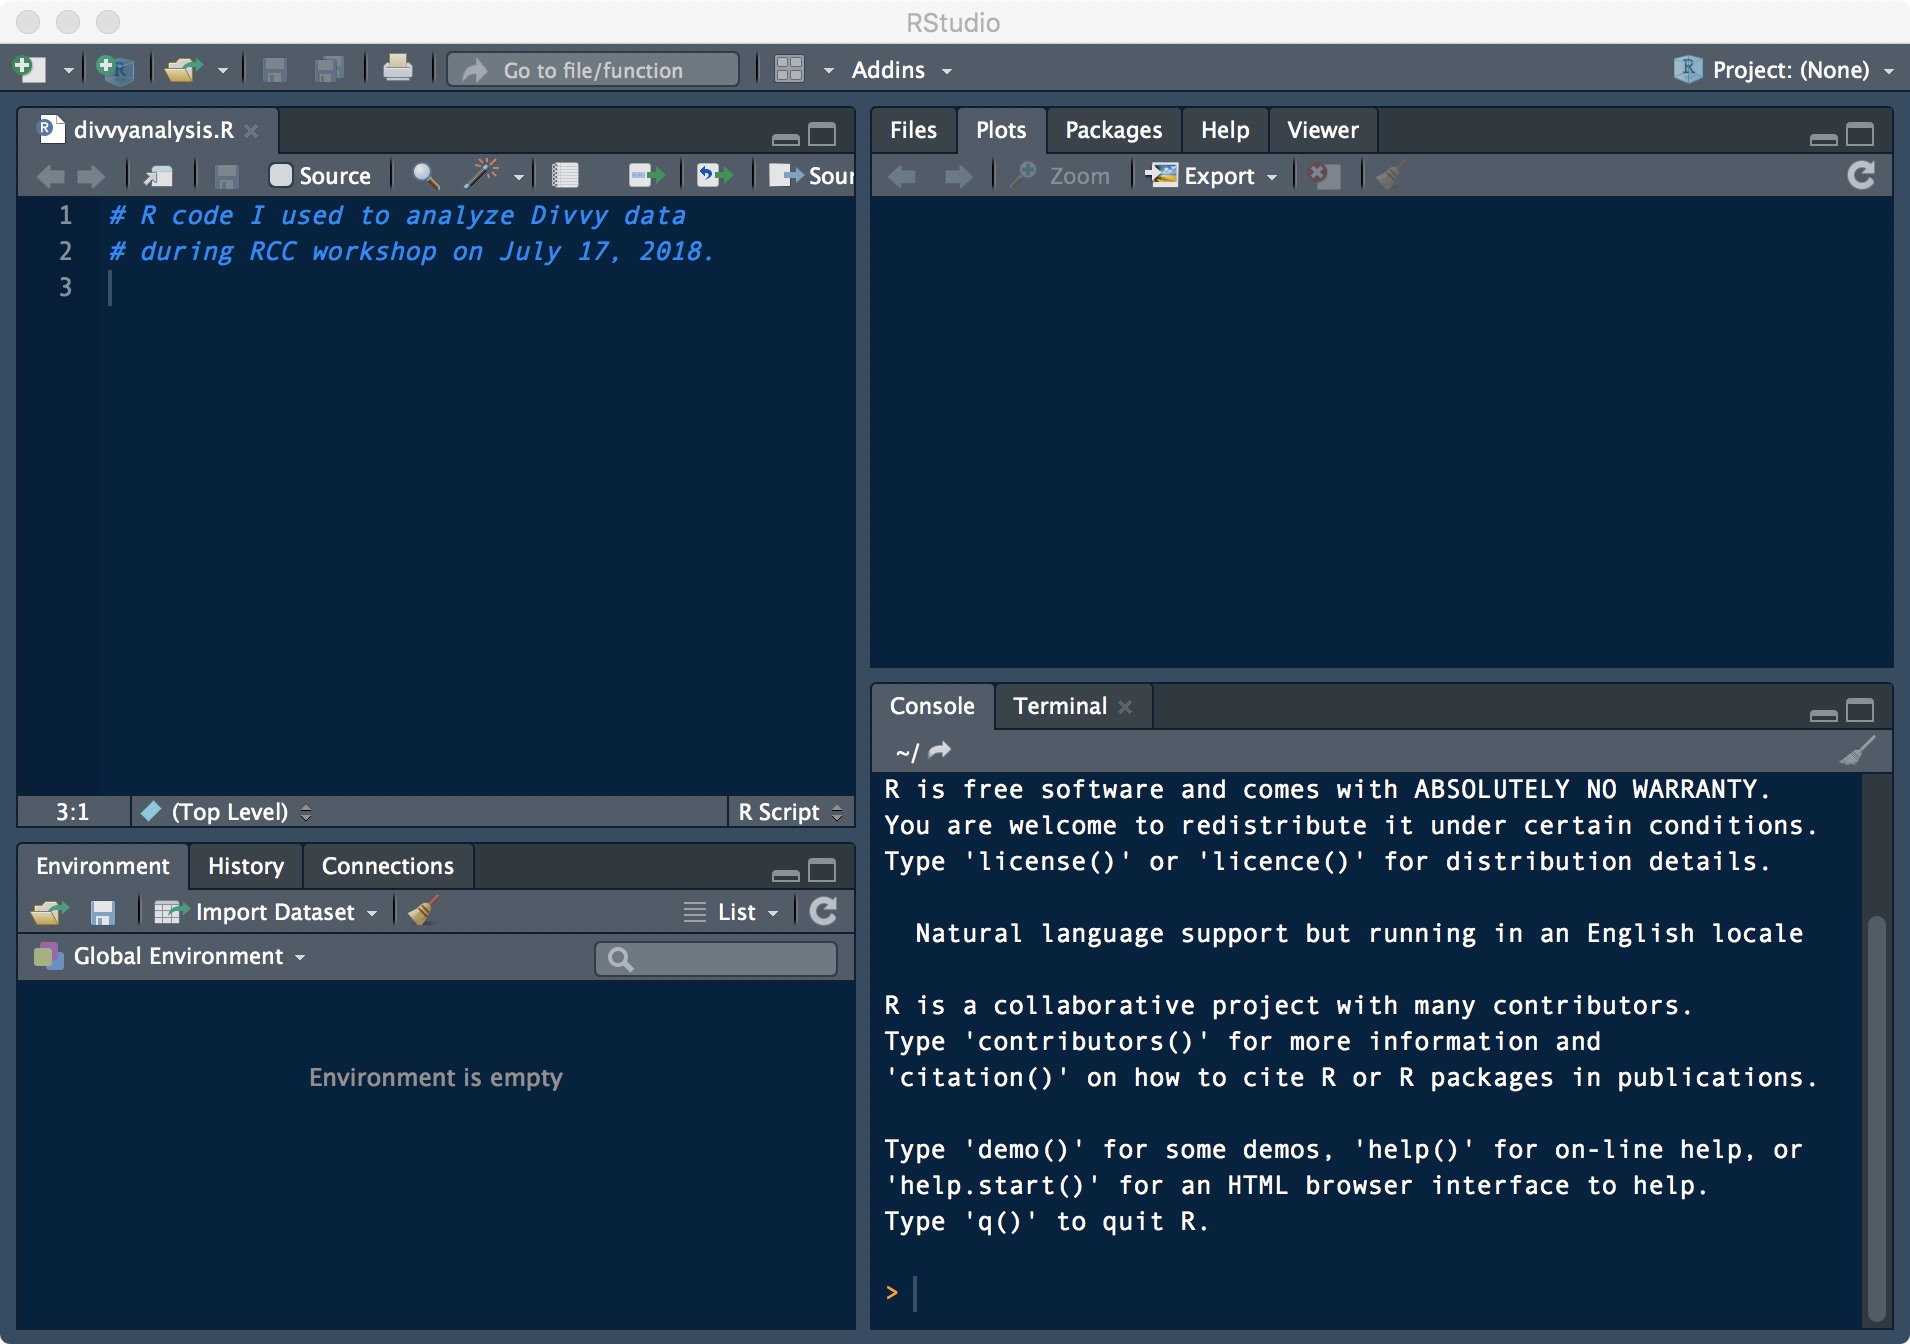 RStudio
Go to file/function
Addins
Project: (None)
divvyanalysis.R
Source
Sour
1 # R code I used to analyze Divvy data
2 # during RCC workshop on July 17, 2018.
3
3:1 (Top Level) R Script
Environment History Connections
Import Dataset List
Global Environment
Environment is empty
Files Plots Packages Help Viewer
Zoom Export
Console Terminal
~/
R is free software and comes with ABSOLUTELY NO WARRANTY.
You are welcome to redistribute it under certain conditions.
Type 'license()' or 'licence()' for distribution details.
Natural language support but running in an English locale
R is a collaborative project with many contributors.
Type 'contributors()' for more information and
'citation()' on how to cite R or R packages in publications.
Type 'demo()' for some demos, 'help()' for on-line help, or
'help.start()' for an HTML browser interface to help.
Type 'q()' to quit R.
>